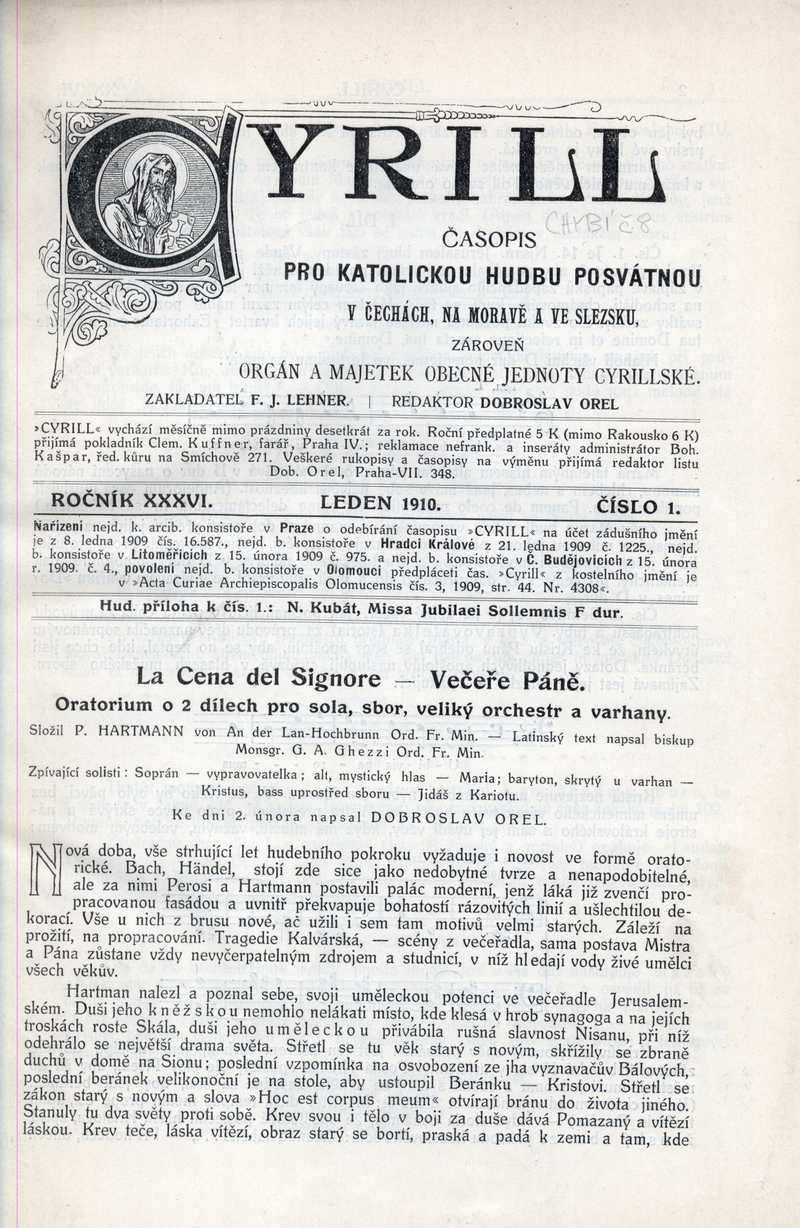 CYRILL
CHYBÍ Č 8
ČASOPIS
PRO KATOLICKOU HUDBU POSVÁTNOU
V ČECHÁCH, NA MORAVĚ A VE SLEZSKU,
ZÁROVEŇ
ORGÁN A MAJETEK OBECNÉ JEDNOTY CYRILLSKÉ.
ZAKLADATEL F. J. LEHNER. | REDAKTOR DOBROSLAV OREL
»CYRILL« vychází měsíčně mimo prázdniny desetkrát za rok. Roční předplatné 5 K (mimo Rakousko 6 K)
přijímá pokladník Clem. Kuffner, farář, Praha IV.; reklamace nefrank. a inseráty administrátor Boh.
Kašpar, řed. kůru na Smíchově 271. Veškeré rukopisy a časopisy na výměnu přijímá redaktor listu
Dob. Orel, Praha-VII. 348.
ROČNÍK XXXVI. LEDEN 1910. ČÍSLO 1.
Nařízení nejd. k. arcib. konsistoře v Praze o odebírání časopisu »CYRILL« na účet zádušního jmění
je z 8. ledna 1909 čís. 16.587., nejd. b. konsistoře v Hradci Králové z 21. ledna 1909 č. 1225., nejd.
b. konsistoře v Litoměřicích z 15. února 1909 č. 975. a nejd. b. konsistoře v Č. Budějovicích z 15. února
r. 1909. č. 4., povolení nejd. b. konsistoře v Olomouci předpláceti čas. »Cyrill« z kostelního jmění je
v »Acta Curiae Archiepiscopalis Olomucensis čís. 3, 1909, str. 44. Nr. 4308«.
Hud. příloha k čís. 1.: N. Kubát, Missa Jubilaei Sollemnis F dur.
La Cena del Signore — Večeře Páně.
Oratorium o 2 dílech pro sola, sbor, veliký orchestr a varhany.
Složil P. HARTMANN von An der Lan-Hochbrunn Ord. Fr. Min. — Latinský text napsal biskup
Monsgr. G. A. Ghezzi Ord. Fr. Min.
Zpívající solisti: Soprán — vypravovatelka; alt, mystický hlas — Maria; baryton, skrytý u varhan —
Kristus, bass uprostřed sboru — Jidáš z Kariotu.
Ke dni 2. února napsal DOBROSLAV OREL.
Nová doba, vše strhující let hudebního pokroku vyžaduje i novost ve formě orato-
rické. Bach, Händel, stojí zde sice jako nedobytné tvrze a nenapodobitelné,
ale za nimi Perosi a Hartmann postavili palác moderní, jenž láká již zvenčí pro-
pracovanou fasádou a uvnitř překvapuje bohatostí rázovitých linií a ušlechtilou de-
korací. Vše u nich z brusu nové, ač užili i sem tam motivů velmi starých. Záleží na
prožití, na propracování. Tragedie Kalvárská, — scény z večeřadla, sama postava Mistra
a Pána zůstane vždy nevyčerpatelným zdrojem a studnicí, v níž hledají vody živé umělci
všech věkův.
Hartman nalezl a poznal sebe, svoji uměleckou potenci ve večeřadle Jerusalem-
ském. Duši jeho kněžskou nemohlo nelákati místo, kde klesá v hrob synagoga a na jejích
troskách roste Skála, duši jeho uměleckou přivábila rušná slavnost Nisanu, při níž
odehrálo se největší drama světa. Střetl se tu věk starý s novým, skřížily se zbraně
duchů v domě na Sionu; poslední vzpomínka na osvobození ze jha vyznavačův Bálových,
poslední beránek velikonoční je na stole, aby ustoupil Beránku — Kristovi. Střetl se
zákon starý s novým a slova »Hoc est corpus meum« otvírají bránu do života jiného.
Stanuly tu dva světy proti sobě. Krev svou i tělo v boji za duše dává Pomazaný a vítězí
láskou. Krev teče, láska vítězí, obraz starý se bortí, praská a padá k zemi a tam, kde